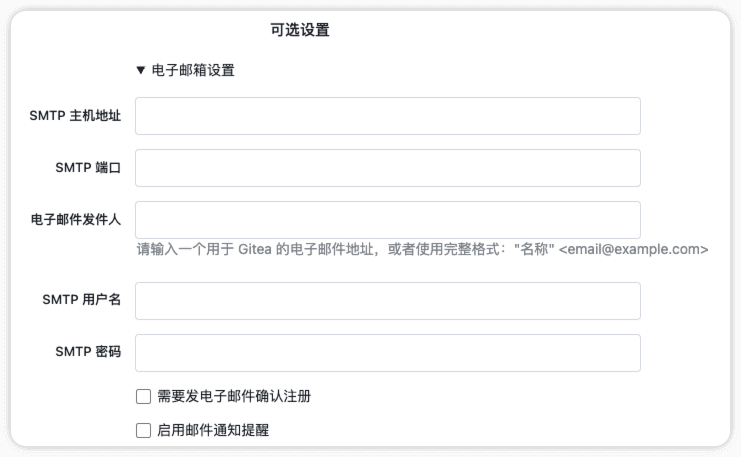 可选设置
▼ 电子邮箱设置
SMTP 主机地址
SMTP 端口
电子邮件发件人
请输入一个用于 Gitea 的电子邮件地址，或者使用完整格式："名称" <email@example.com>
SMTP 用户名
SMTP 密码
需要发电子邮件确认注册
启用邮件通知提醒